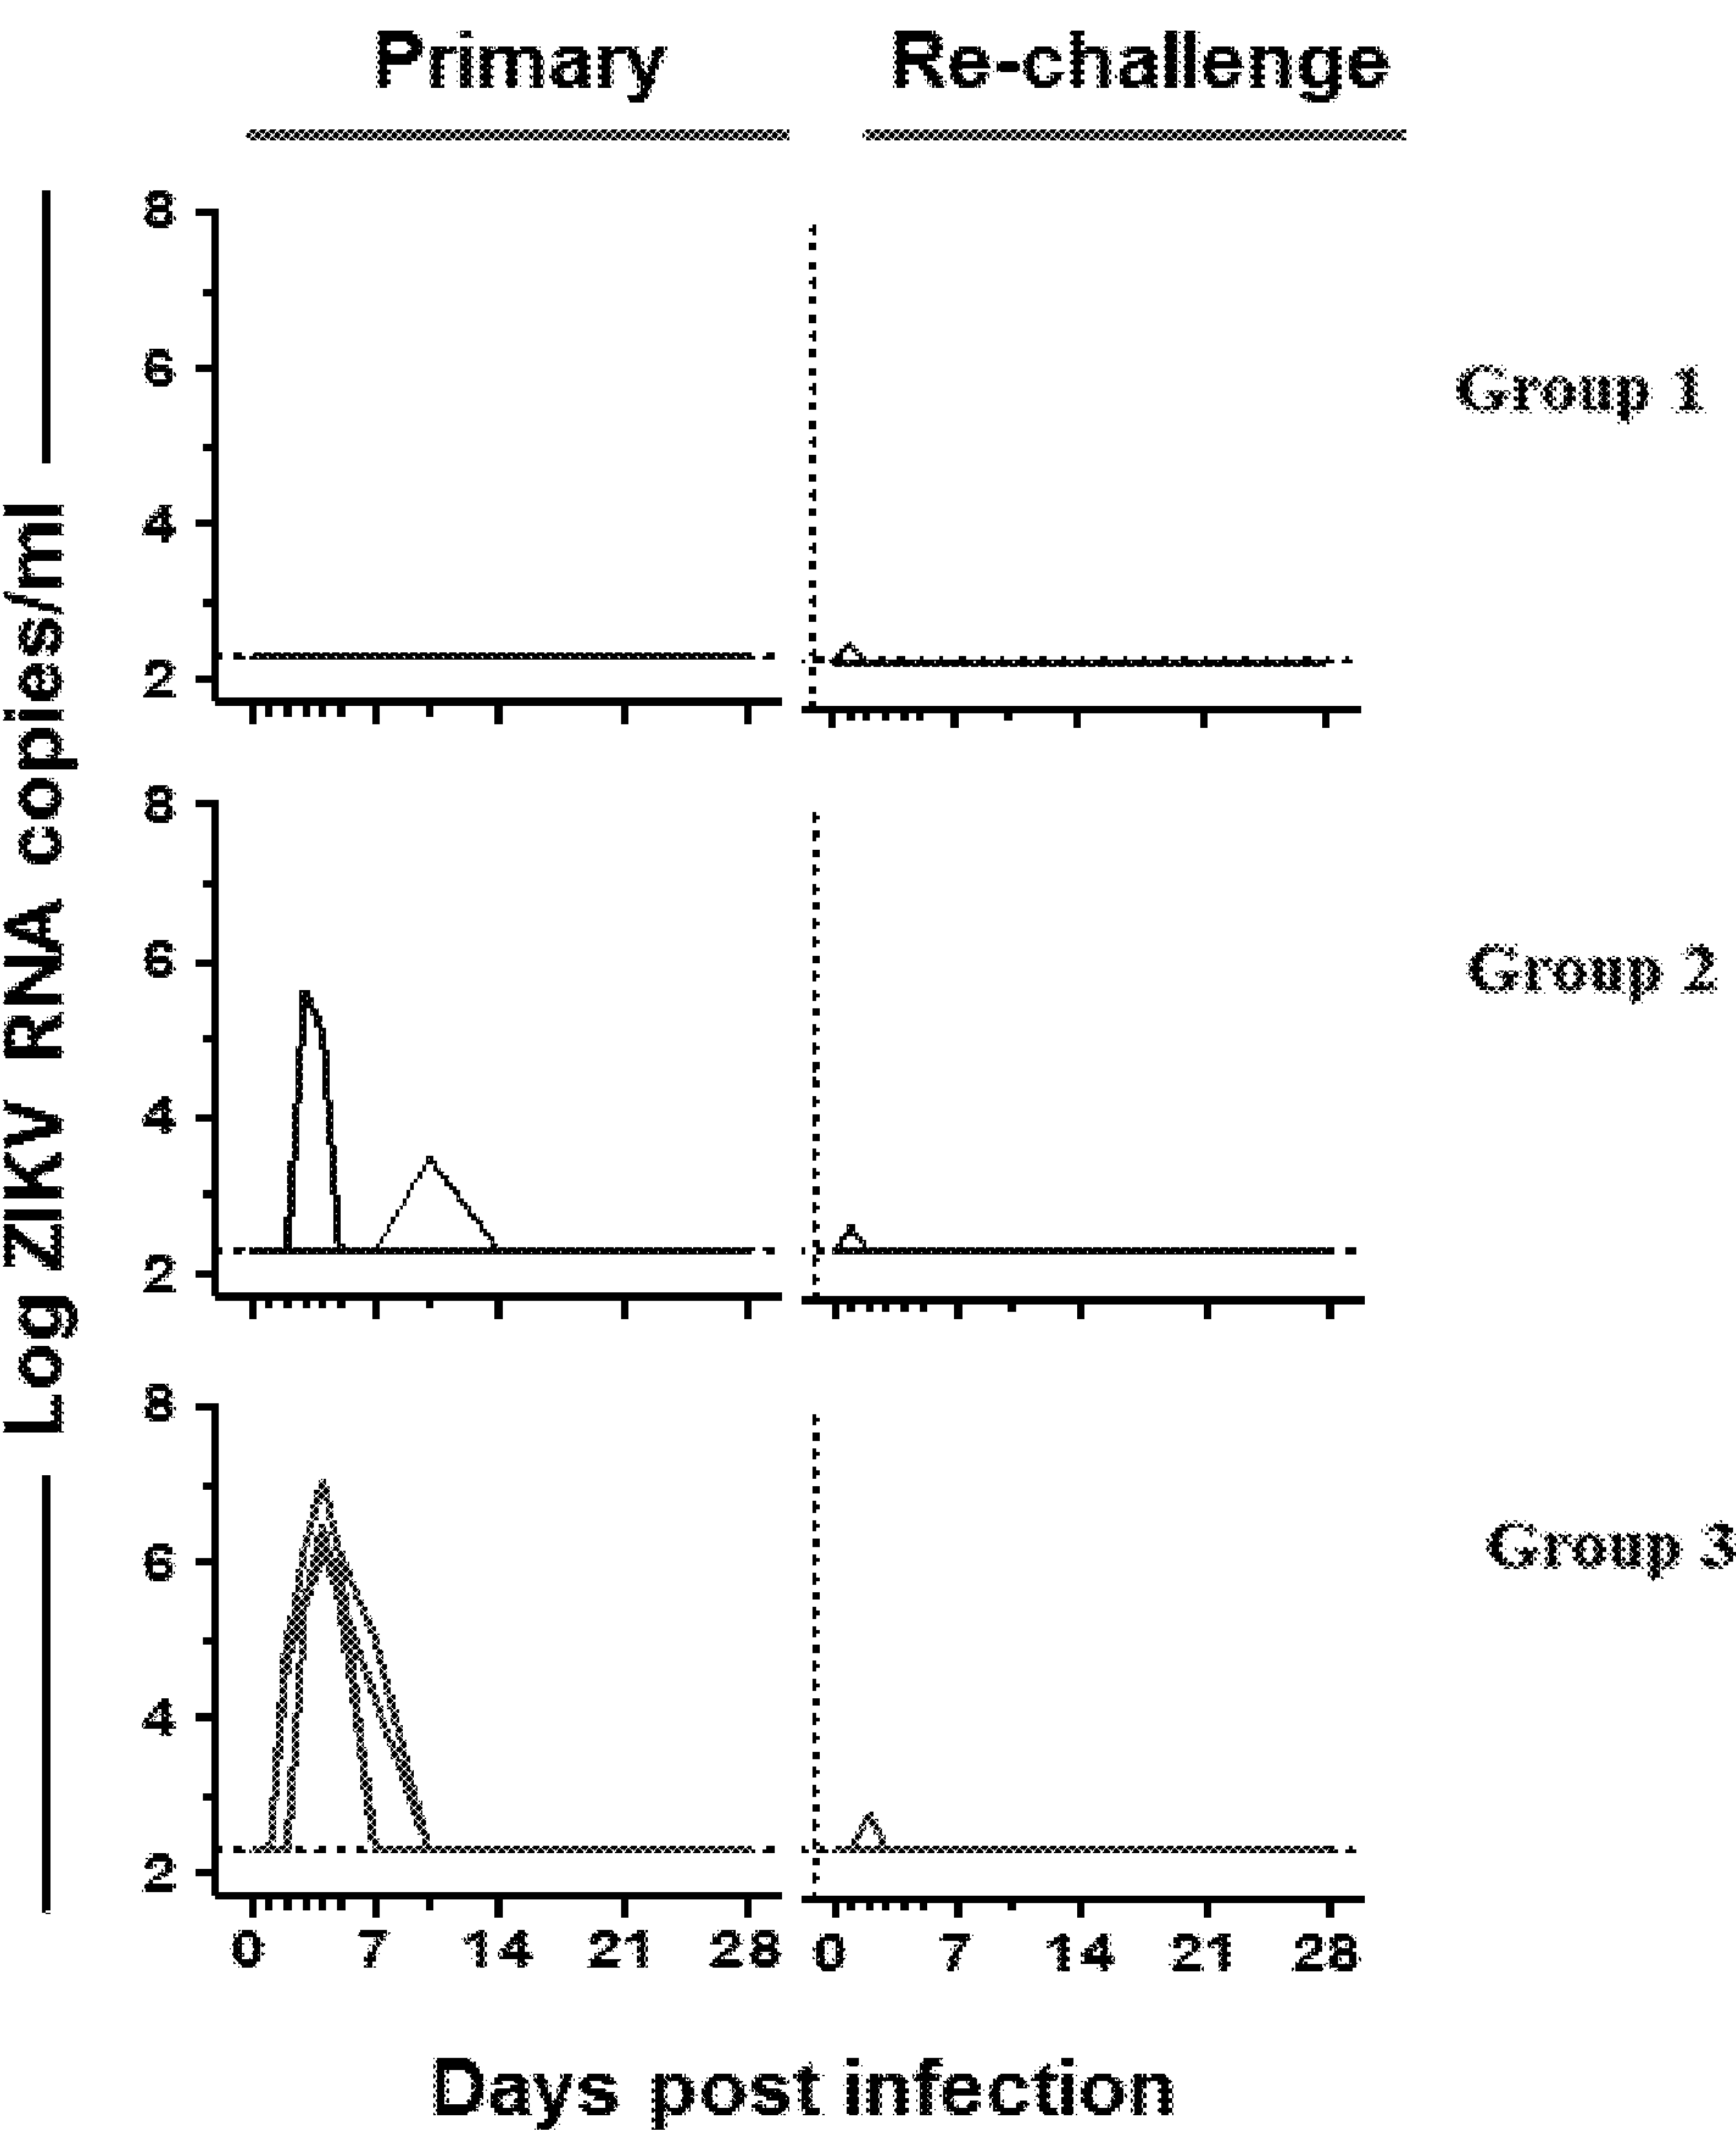 Primary Re-challenge
8
6
4
2
Group 1
8
6
4
2
Group 2
8
6
4
2
Group 3
Log ZIKV RNA copies/ml
0 7 14 21 28 0 7 14 21 28
Days post infection